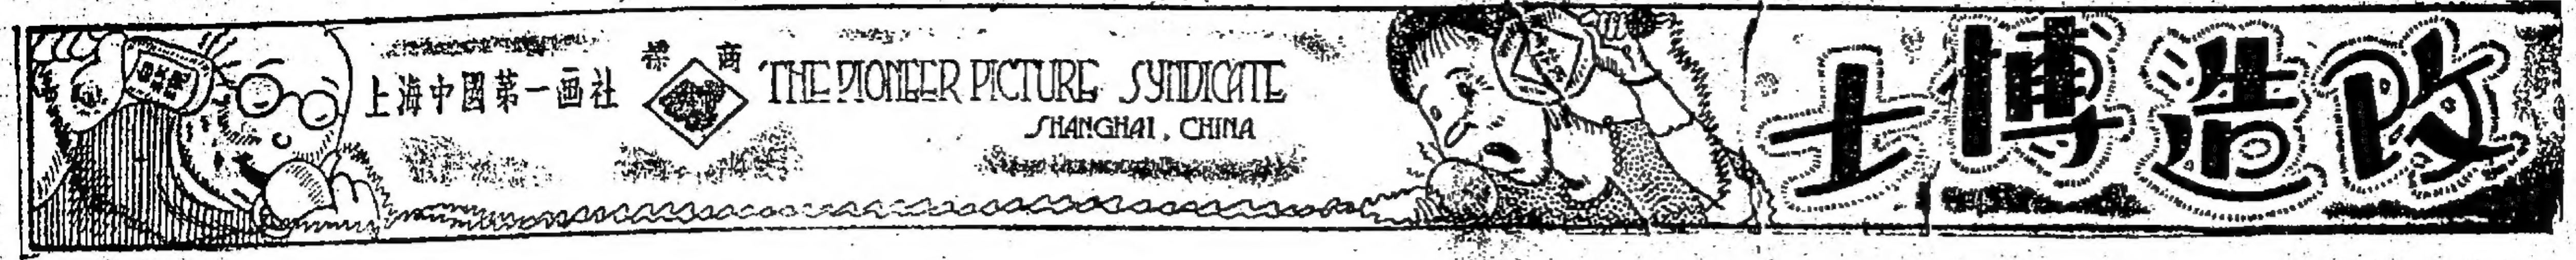 改造博士
商標
上海中國第一画社
THE PIONEER PICTURE SYNDICATE
SHANGHAI, CHINA